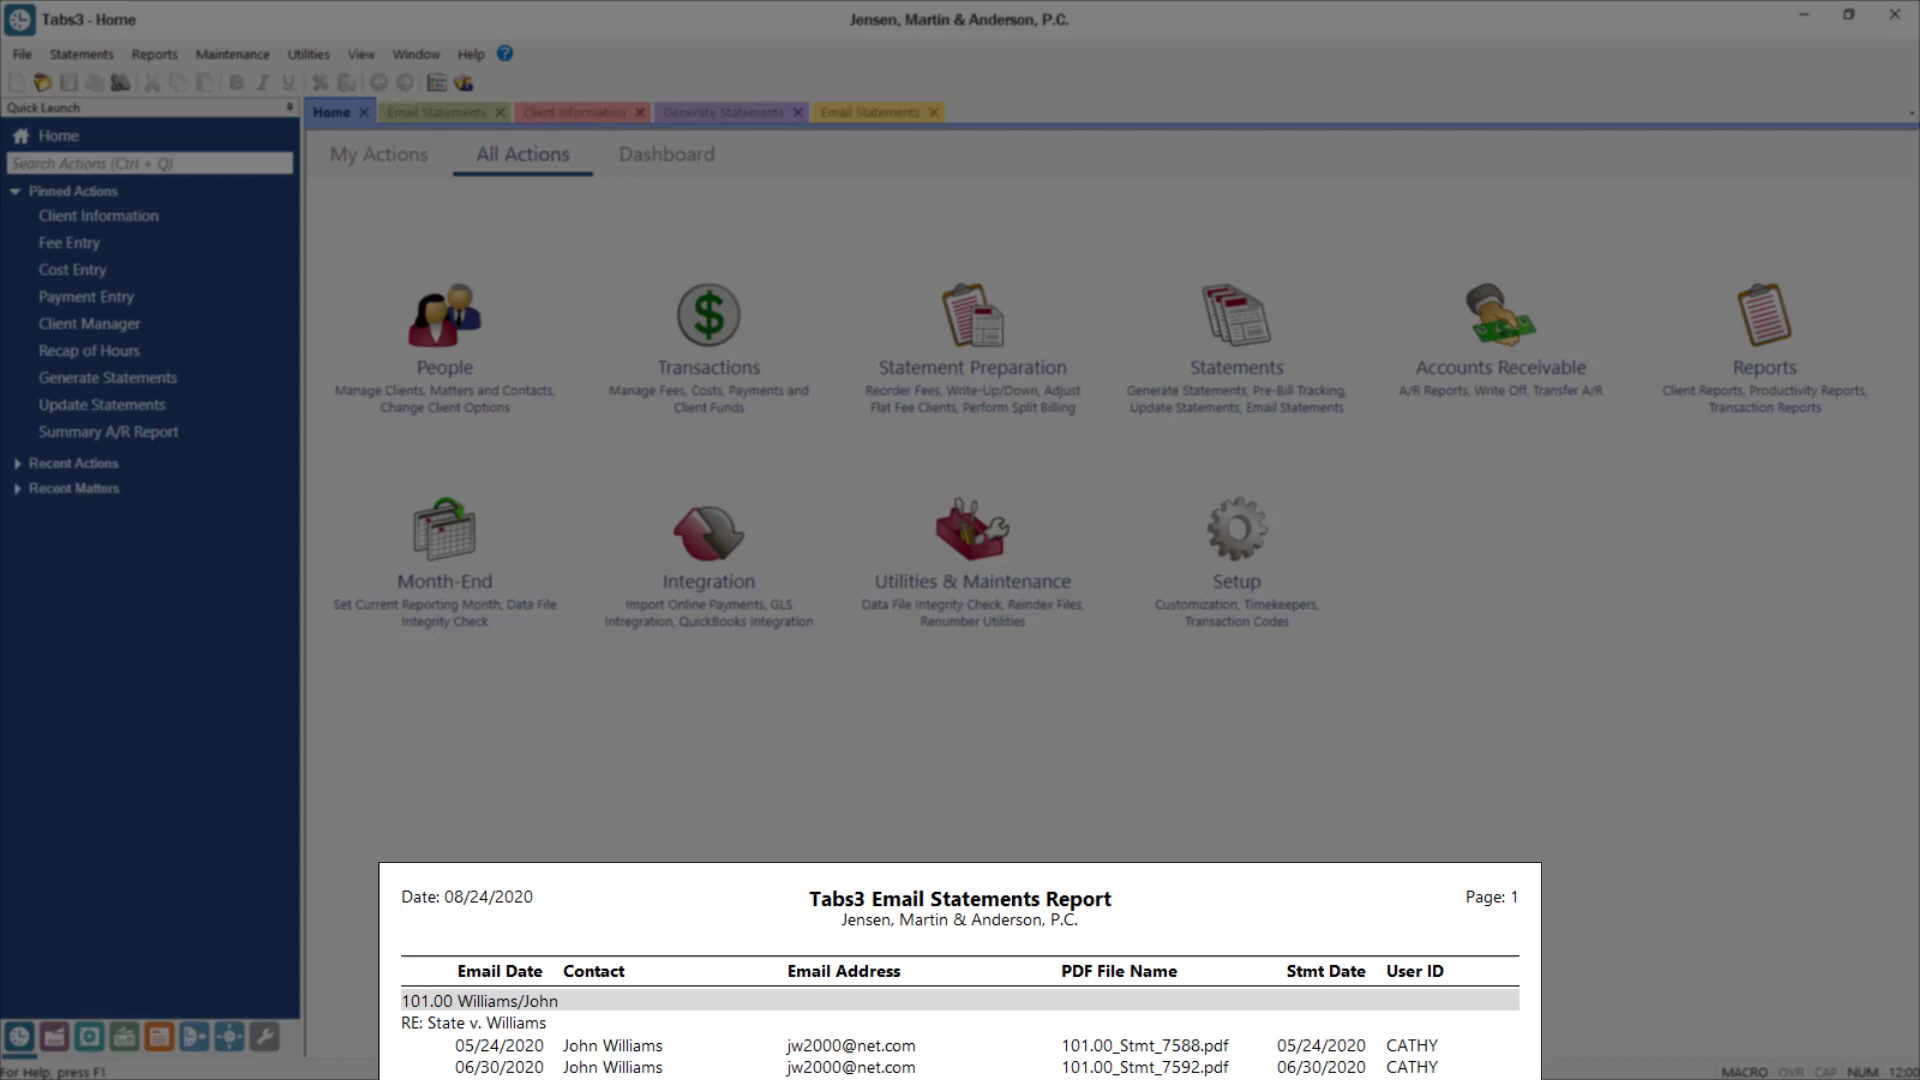 Tabs3 - Home
Jensen, Martin & Anderson, P.C.
File Statements Reports Maintenance Utilities View Window Help
Quick Launch
Home Email Statements Client Information Generate Statements Email Statements
Home
Search Actions (Ctrl + Q)
My Actions All Actions Dashboard
Pinned Actions
Client Information
Fee Entry
Cost Entry
Payment Entry
Client Manager
Recap of Hours
Generate Statements
Update Statements
Summary A/R Report
Recent Actions
Recent Matters
People
Manage Clients, Matters and Contacts,
Change Client Options
Transactions
Manage Fees, Costs, Payments and
Client Funds
Statement Preparation
Reorder Fees, Write-Up/Down, Adjust
Flat Fee Clients, Perform Split Billing
Statements
Generate Statements, Pre-Bill Tracking,
Update Statements, Email Statements
Accounts Receivable
A/R Reports, Write Off, Transfer A/R
Reports
Client Reports, Productivity Reports,
Transaction Reports
Month-End
Set Current Reporting Month, Data File
Integrity Check
Integration
Import Online Payments, GLS
Intregration, QuickBooks Integration
Utilities & Maintenance
Data File Integrity Check, Reindex Files,
Renumber Utilities
Setup
Customization, Timekeepers,
Transaction Codes
Date: 08/24/2020 Tabs3 Email Statements Report Page: 1
Jensen, Martin & Anderson, P.C.
Email Date Contact Email Address PDF File Name Stmt Date User ID
101.00 Williams/John
RE: State v. Williams
05/24/2020 John Williams jw2000@net.com 101.00_Stmt_7588.pdf 05/24/2020 CATHY
06/30/2020 John Williams jw2000@net.com 101.00_Stmt_7592.pdf 06/30/2020 CATHY
For Help, press F1
MACRO OVR CAP NUM 12:00